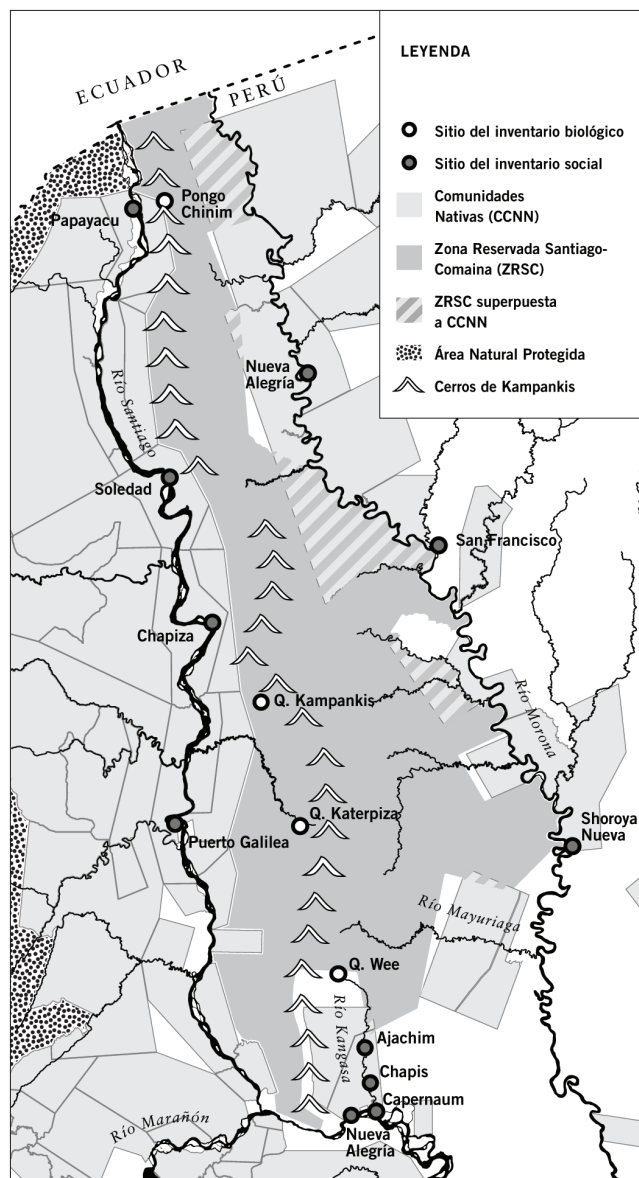 ECUADOR
PERÚ
LEYENDA
Sitio del inventario biológico
Sitio del inventario social
Comunidades
Nativas (CCNN)
Zona Reservada Santiago-
Comaina (ZRSC)
ZRSC superpuesta
a CCNN
Área Natural Protegida
Cerros de Kampankis
Pongo
Chinim
Papayacu
Nueva
Alegría
Río Santiago
Soledad
San Francisco
Chapiza
Q. Kampankis
Río Morona
Q. Katerpiza
Puerto Galilea
Shoroya
Nueva
Río Mayuriaga
Q. Wee
Río Kangasa
Ajachim
Chapis
Capernaum
Río Marañón
Nueva
Alegría